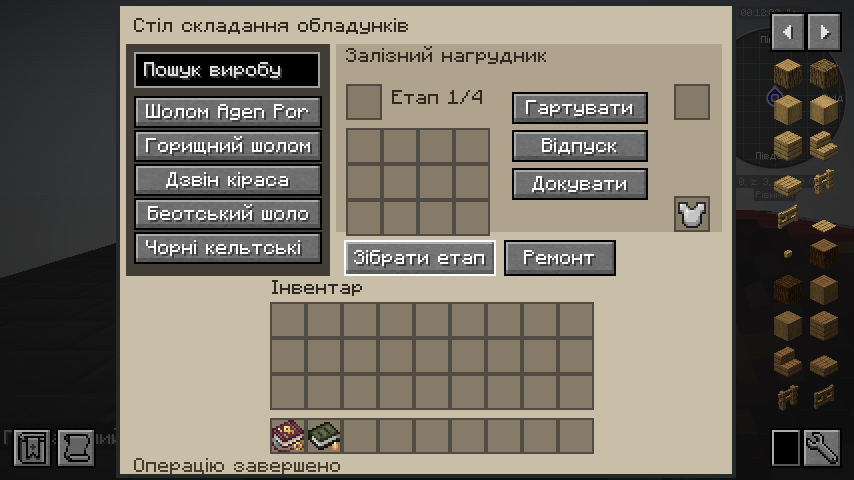 Стіл складання обладунків
Пошук виробу
Шолом Agen Por
Горищний шолом
Дзвін кіраса
Беотський шоло
Чорні кельтські
Залізний нагрудник
Етап 1/4
Гартувати
Відпуск
Докувати
Зібрати етап
Ремонт
Інвентар
Операцію завершено